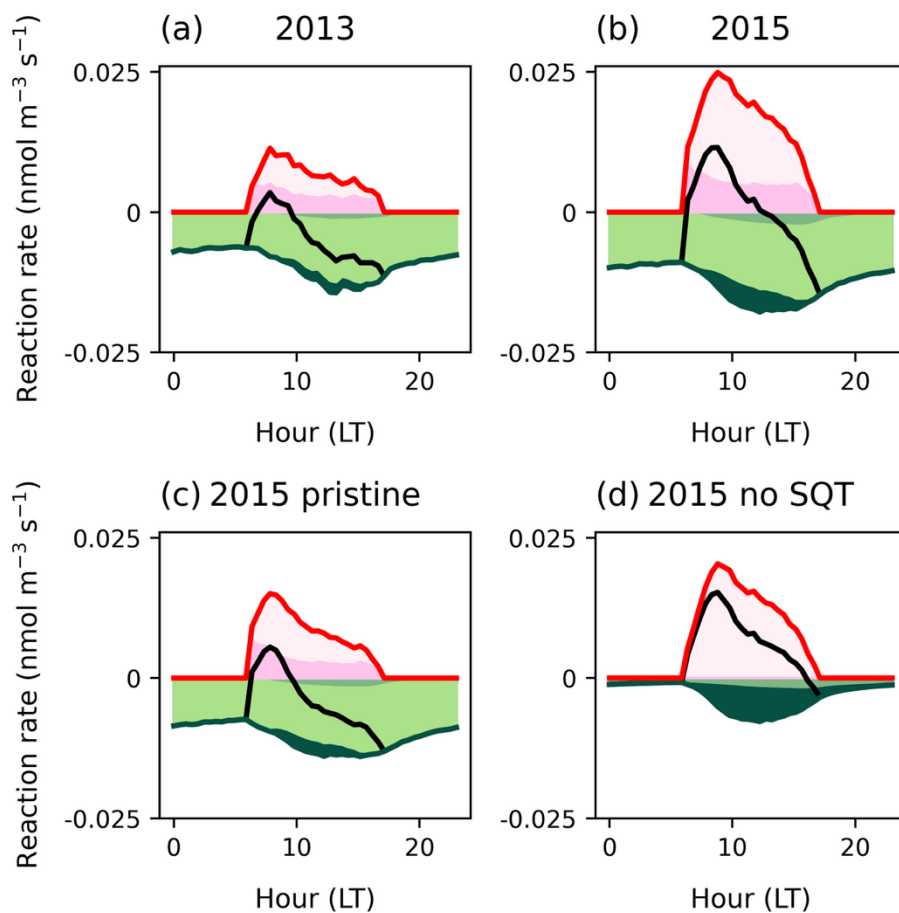 (a) 2013
(b) 2015
Reaction rate (nmol m⁻³ s⁻¹)
0.025
0
-0.025
0 10 20
Hour (LT)
0.025
0
-0.025
0 10 20
Hour (LT)
(c) 2015 pristine
(d) 2015 no SQT
Reaction rate (nmol m⁻³ s⁻¹)
0.025
0
-0.025
0 10 20
Hour (LT)
0.025
0
-0.025
0 10 20
Hour (LT)